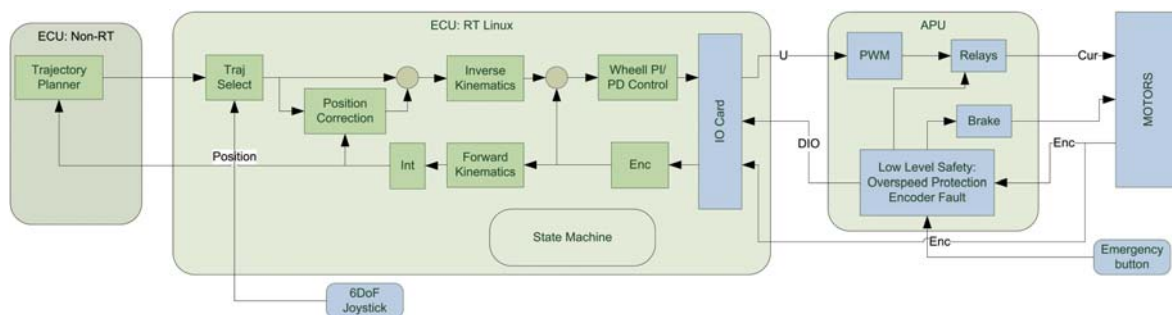 ECU: Non-RT
ECU: RT Linux
APU
Trajectory
Planner
Traj
Select
Position
Correction
Inverse
Kinematics
Wheell PI/
PD Control
IO Card
U
PWM
Relays
Cur
MOTORS
Brake
Position
Int
Forward
Kinematics
Enc
DIO
Low Level Safety:
Overspeed Protection
Encoder Fault
Enc
State Machine
Enc
Emergency
button
6DoF
Joystick